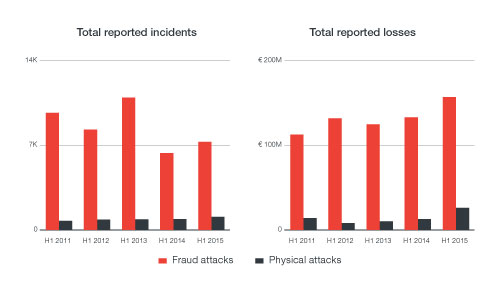 Total reported incidents
14K
7K
0
H1 2011 H1 2012 H1 2013 H1 2014 H1 2015
Total reported losses
€ 200M
€ 100M
0
H1 2011 H1 2012 H1 2013 H1 2014 H1 2015
Fraud attacks Physical attacks